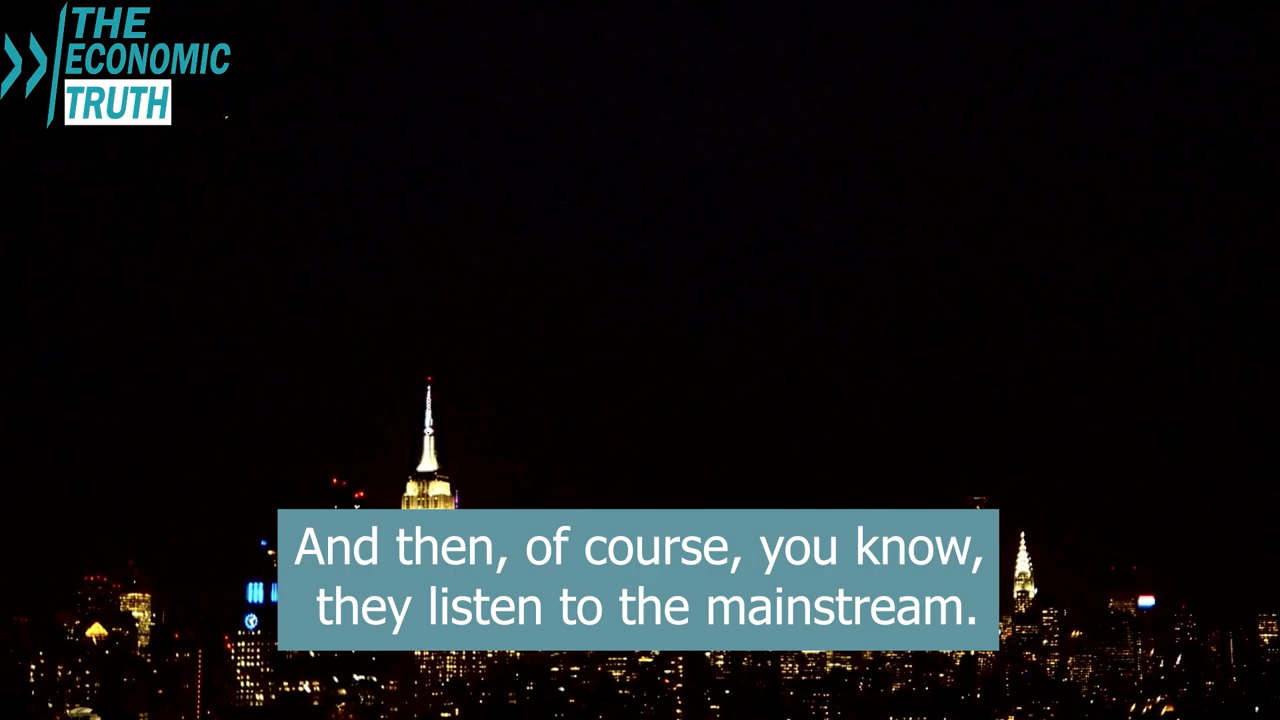 THE
ECONOMIC
TRUTH
And then, of course, you know,
they listen to the mainstream.